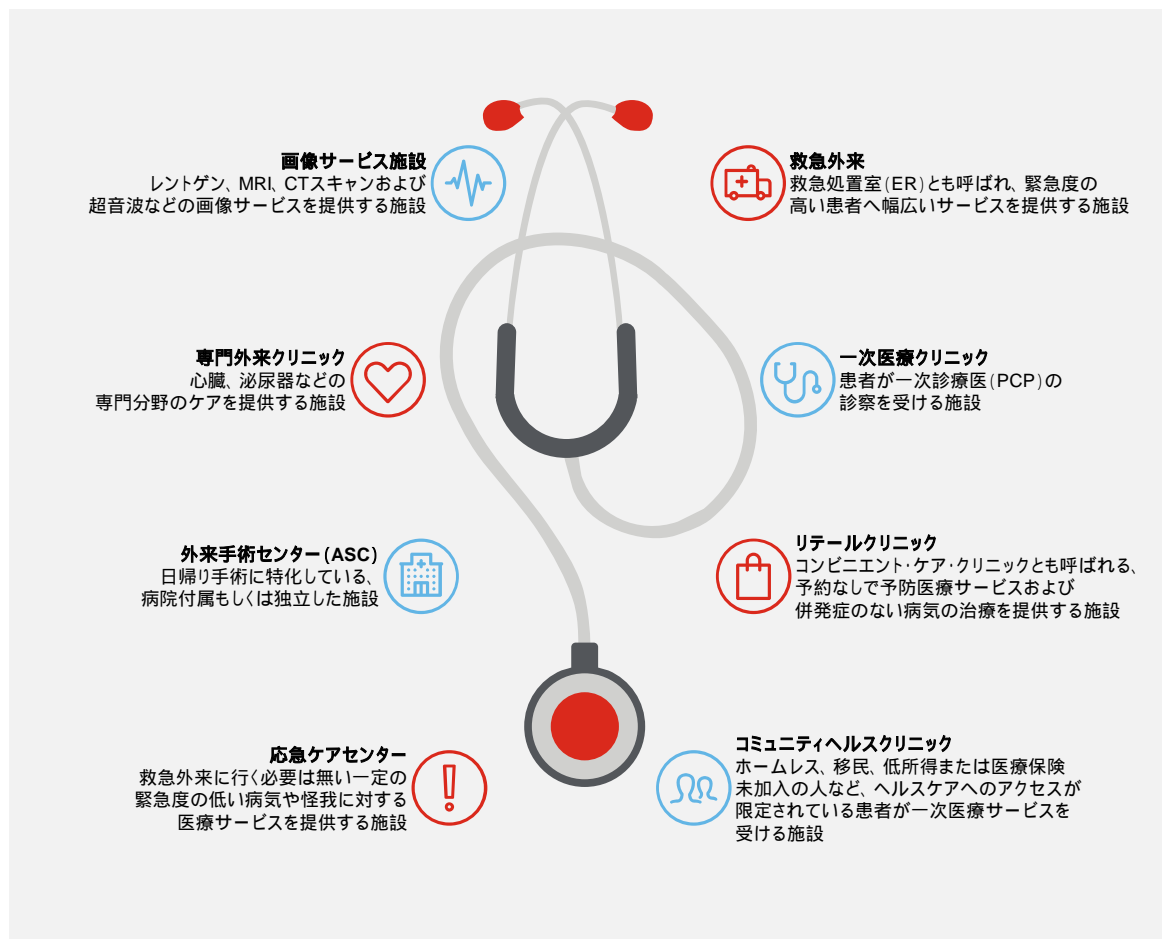 画像サービス施設
レントゲン、MRI、CTスキャンおよび
超音波などの画像サービスを提供する施設
専門外来クリニック
心臓、泌尿器などの
専門分野のケアを提供する施設
外来手術センター(ASC)
日帰り手術に特化している、
病院付属もしくは独立した施設
応急ケアセンター
救急外来に行く必要は無い一定の
緊急度の低い病気や怪我に対する
医療サービスを提供する施設
救急外来
救急処置室(ER)とも呼ばれ、緊急度の
高い患者へ幅広いサービスを提供する施設
一次医療クリニック
患者が一次診療医(PCP)の
診察を受ける施設
リテールクリニック
コンビニエント・ケア・クリニックとも呼ばれる、
予約なしで予防医療サービスおよび
併発症のない病気の治療を提供する施設
コミュニティヘルスクリニック
ホームレス、移民、低所得または医療保険
未加入の人など、ヘルスケアへのアクセスが
限定されている患者が一次医療サービスを
受ける施設